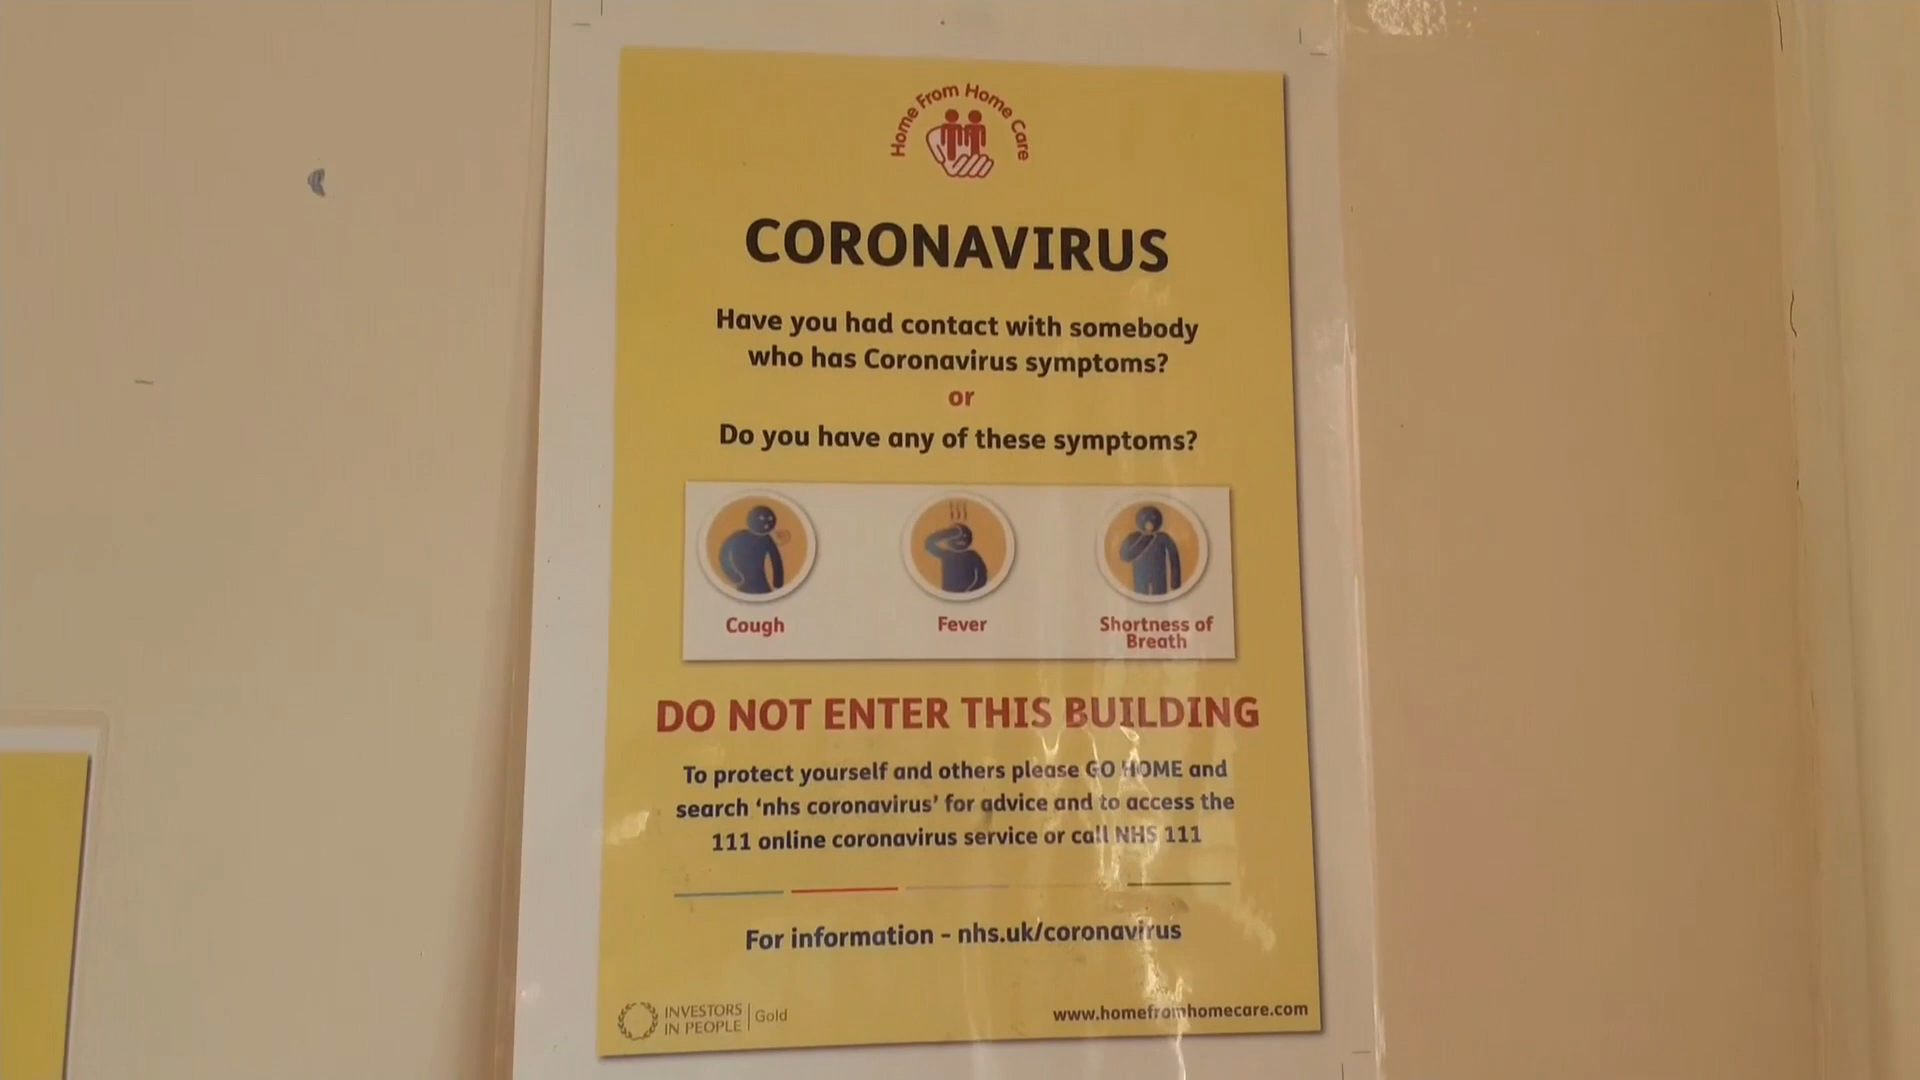 Home From Home Care
CORONAVIRUS
Have you had contact with somebody
who has Coronavirus symptoms?
or
Do you have any of these symptoms?
Cough
Fever
Shortness of
Breath
DO NOT ENTER THIS BUILDING
To protect yourself and others please GO HOME and
search ‘nhs coronavirus’ for advice and to access the
111 online coronavirus service or call NHS 111
For information - nhs.uk/coronavirus
INVESTORS
IN PEOPLE
Gold
www.homefromhomecare.com